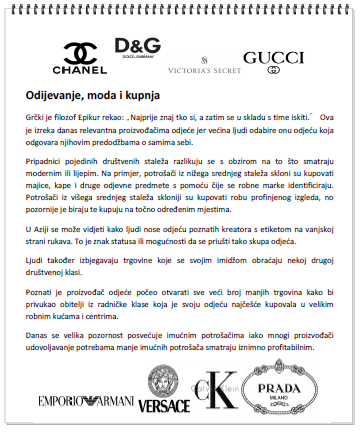 CHANEL
D&G
DOLCE&GABBANA
VS
VICTORIA'S SECRET
GUCCI
Odijevanje, moda i kupnja
Grčki je filozof Epikur rekao: „Najprije znaj tko si, a zatim se u skladu s time iskiti.¨ Ova
je izreka danas relevantna proizvođačima odjeće jer većina ljudi odabire onu odjeću koja
odgovara njihovim predodžbama o samima sebi.
Pripadnici pojedinih društvenih staleža razlikuju se s obzirom na to što smatraju
modernim ili lijepim. Na primjer, potrošači iz nižega srednjeg staleža skloni su kupovati
majice, kape i druge odjevne predmete s pomoću čije se robne marke identificiraju.
Potrošači iz višega srednjeg staleža skloniji su kupovati robu profinjenog izgleda, no
pozornije je biraju te kupuju na točno određenim mjestima.
U Aziji se može vidjeti kako ljudi nose odjeću poznatih kreatora s etiketom na vanjskoj
strani rukava. To je znak statusa ili mogućnosti da se priušti tako skupa odjeća.
Ljudi također izbjegavaju trgovine koje se svojim imidžom obraćaju nekoj drugoj
društvenoj klasi.
Poznati je proizvođač odjeće počeo otvarati sve veći broj manjih trgovina kako bi
privukao obitelji iz radničke klase koja je svoju odjeću najčešće kupovala u velikim
robnim kućama i centrima.
Danas se velika pozornost posvećuje imućnim potrošačima iako mnogi proizvođači
udovoljavanje potrebama manje imućnih potrošača smatraju iznimno profitabilnim.
EMPORIO ARMANI
VERSACE
CK
Calvin Klein
PRADA
MILANO